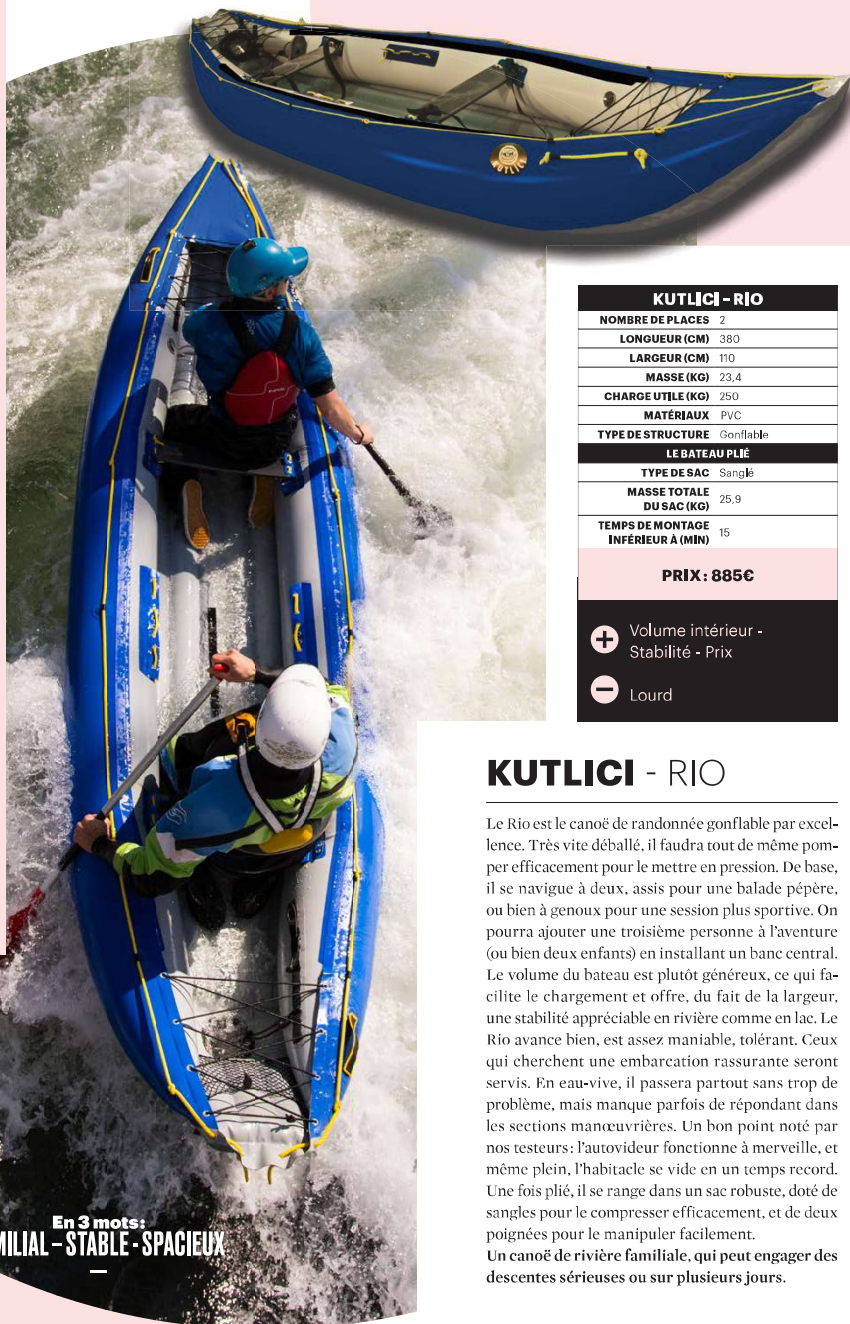 KUTLICI
KUTLICI – RIO
NOMBRE DE PLACES 2
LONGUEUR (CM) 380
LARGEUR (CM) 110
MASSE (KG) 23,4
CHARGE UTILE (KG) 250
MATÉRIAUX PVC
TYPE DE STRUCTURE Gonflable
LE BATEAU PLIÉ
TYPE DE SAC Sanglé
MASSE TOTALE
DU SAC (KG) 25,9
TEMPS DE MONTAGE
INFÉRIEUR À (MIN) 15
PRIX : 885€
+ Volume intérieur -
Stabilité - Prix
− Lourd
KUTLICI - RIO
Le Rio est le canoë de randonnée gonflable par excel-
lence. Très vite déballé, il faudra tout de même pom-
per efficacement pour le mettre en pression. De base,
il se navigue à deux, assis pour une balade pépère,
ou bien à genoux pour une session plus sportive. On
pourra ajouter une troisième personne à l'aventure
(ou bien deux enfants) en installant un banc central.
Le volume du bateau est plutôt généreux, ce qui fa-
cilite le chargement et offre, du fait de la largeur,
une stabilité appréciable en rivière comme en lac. Le
Rio avance bien, est assez maniable, tolérant. Ceux
qui cherchent une embarcation rassurante seront
servis. En eau-vive, il passera partout sans trop de
problème, mais manque parfois de répondant dans
les sections manœuvrières. Un bon point noté par
nos testeurs : l'autovideur fonctionne à merveille, et
même plein, l'habitacle se vide en un temps record.
Une fois plié, il se range dans un sac robuste, doté de
sangles pour le compresser efficacement, et de deux
poignées pour le manipuler facilement.
Un canoë de rivière familiale, qui peut engager des
descentes sérieuses ou sur plusieurs jours.
En 3 mots :
MILIAL – STABLE - SPACIEUX